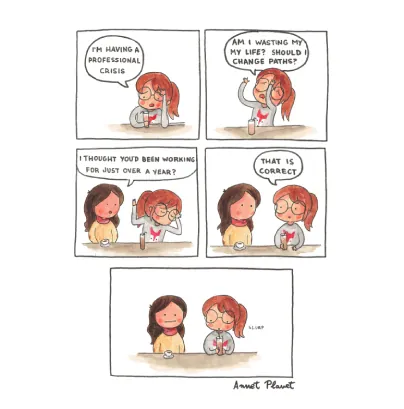 I'M HAVING A
PROFESSIONAL
CRISIS
AM I WASTING MY
MY LIFE? SHOULD I
CHANGE PATHS?
I THOUGHT YOU'D BEEN WORKING
FOR JUST OVER A YEAR?
THAT IS
CORRECT
SLURP
Annet Planet